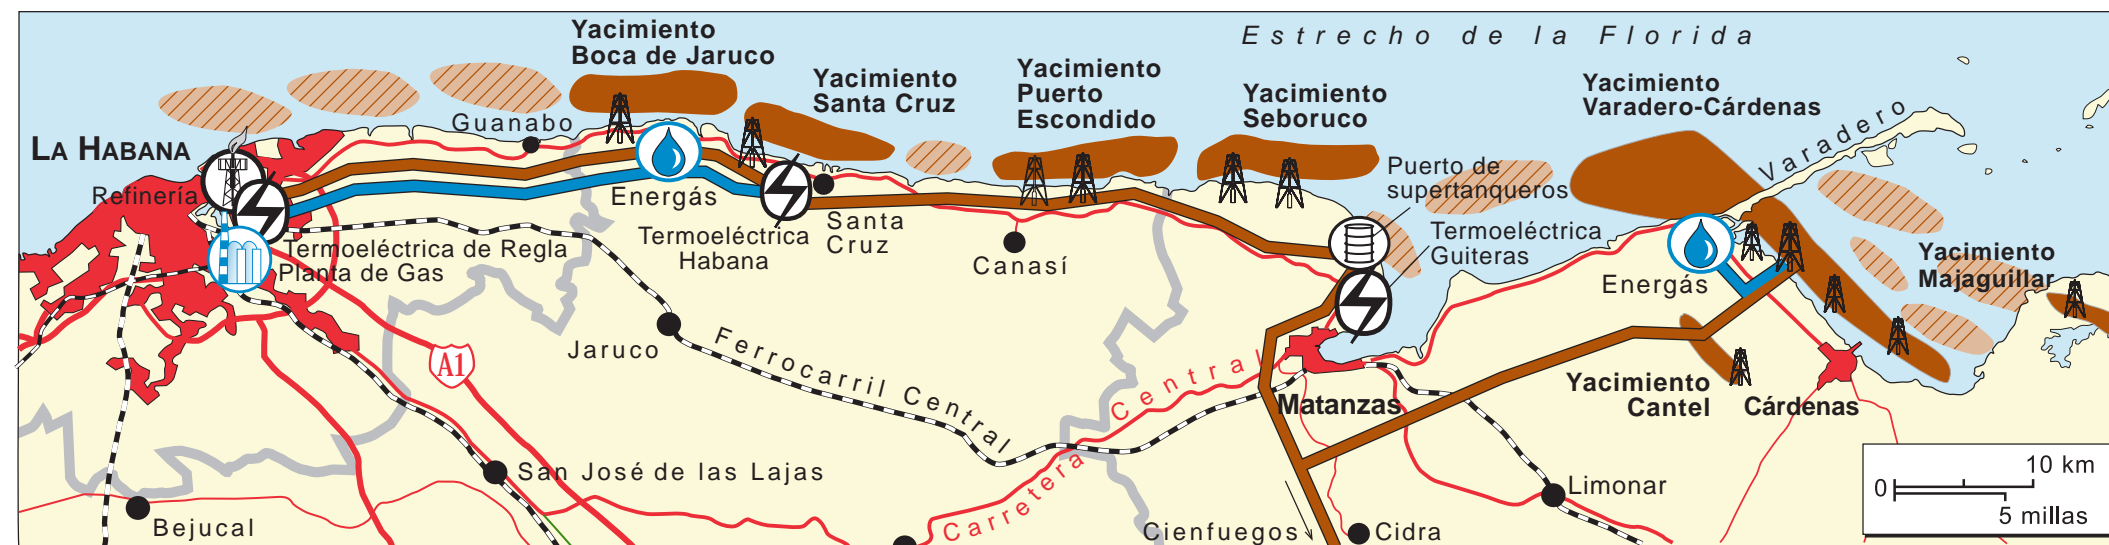 Estrecho de la Florida
Yacimiento
Boca de Jaruco
Yacimiento
Santa Cruz
Yacimiento
Puerto
Escondido
Yacimiento
Seboruco
Yacimiento
Varadero-Cárdenas
Varadero
Guanabo
LA HABANA
Refinería
Energás
Puerto de
supertanqueros
Termoeléctrica
Guiteras
Termoeléctrica de Regla
Planta de Gas
Termoeléctrica
Habana
Santa
Cruz
Canasí
Energás
Yacimiento
Majaguillar
Jaruco
A1
Ferrocarril Central
Carretera Central
Matanzas
Yacimiento
Cantel
Cárdenas
San José de las Lajas
Bejucal
Limonar
Cienfuegos
Cidra
10 km
0
5 millas